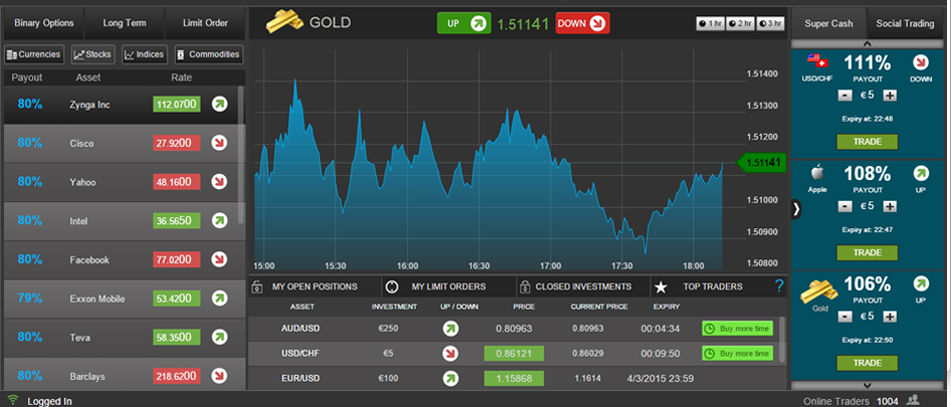 Binary Options Long Term Limit Order
GOLD UP 1.51141 DOWN 1 hr 2 hr 3 hr
Super Cash Social Trading
Currencies Stocks Indices Commodities
Payout Asset Rate
80% Zynga Inc 112.0700
80% Cisco 27.9200
80% Yahoo 48.1600
80% Intel 36.5650
80% Facebook 77.0200
79% Exxon Mobile 53.4200
80% Teva 58.3500
80% Barclays 218.6200
1.51400
1.51300
1.51200
1.51141
1.51000
1.50900
1.50800
15:00 15:30 16:00 16:30 17:00 17:30 18:00
MY OPEN POSITIONS MY LIMIT ORDERS CLOSED INVESTMENTS TOP TRADERS ?
ASSET INVESTMENT UP / DOWN PRICE CURRENT PRICE EXPIRY
AUD/USD €250 0.80963 0.80963 00:04:34 Buy more time
USD/CHF €5 0.86121 0.86029 00:09:50 Buy more time
EUR/USD €100 1.15868 1.1614 4/3/2015 23:59
111%
USD/CHF PAYOUT DOWN
- €5 +
Expiry at: 22:48
TRADE
108%
Apple PAYOUT UP
- €5 +
Expiry at: 22:47
TRADE
106%
Gold PAYOUT UP
- €5 +
Expiry at: 22:50
TRADE
Logged In
Online Traders 1004